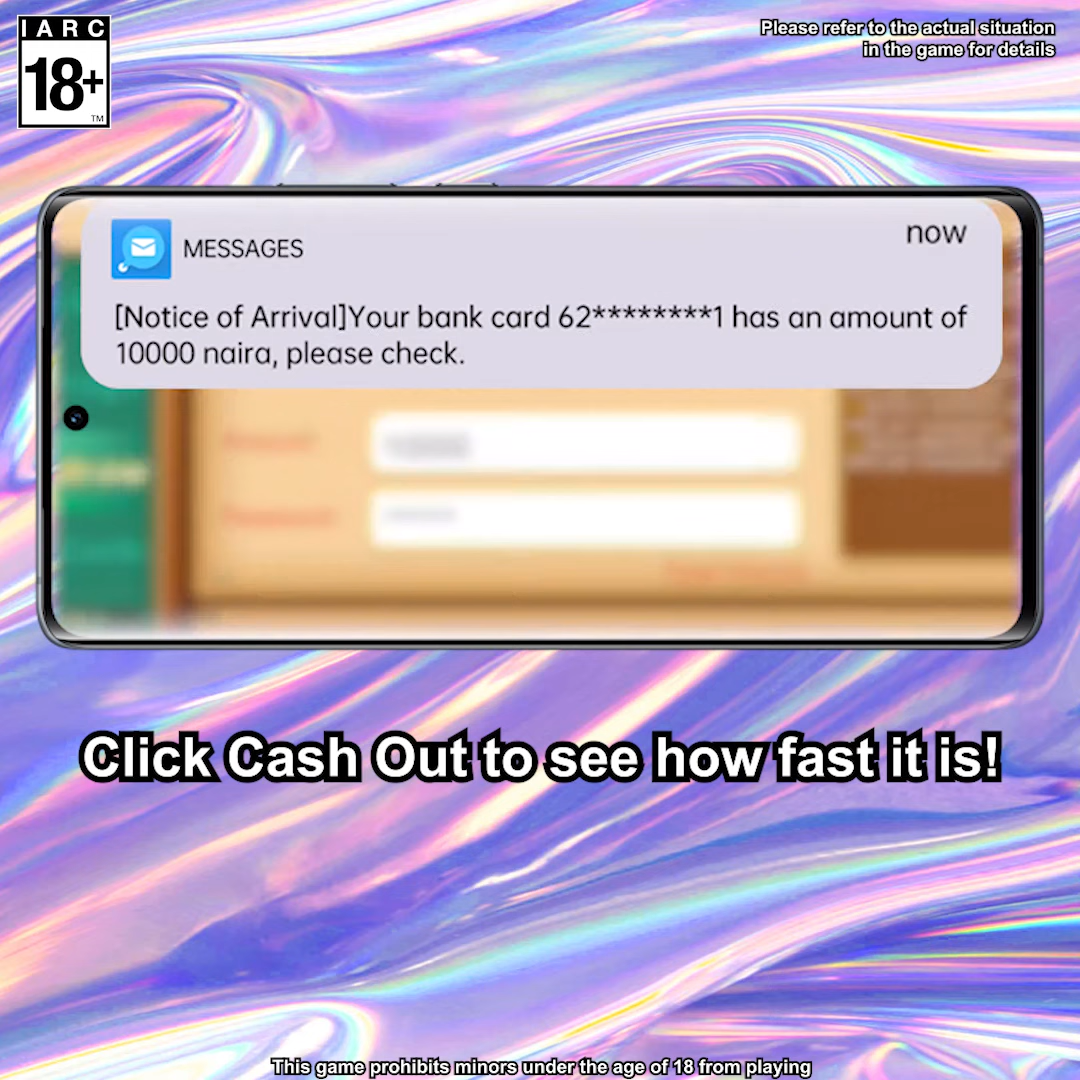 IARC
18+
TM
Please refer to the actual situation
in the game for details
MESSAGES
now
[Notice of Arrival]Your bank card 62********1 has an amount of
10000 naira, please check.
Click Cash Out to see how fast it is!
This game prohibits minors under the age of 18 from playing